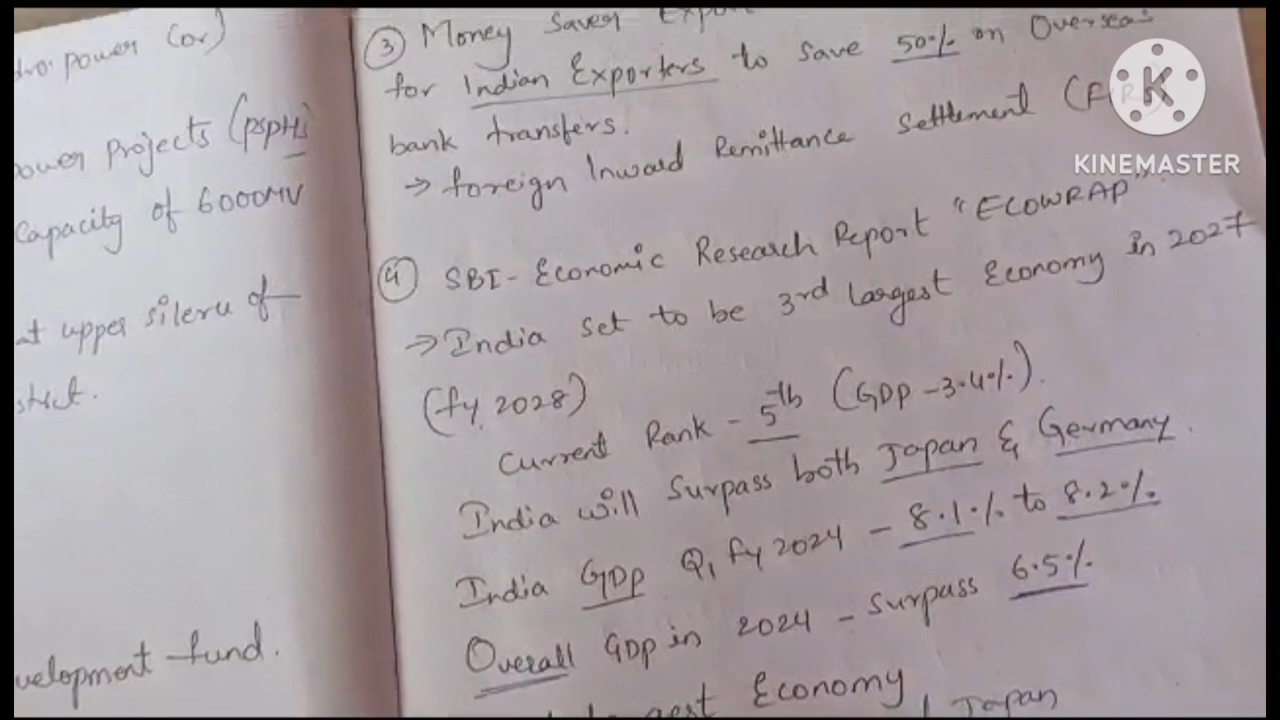 power (or)
Power Projects (PSPHs
Capacity of 6000MW
at upper sileru of
strict.
velopment fund.
③ Money Saver Export
for Indian Exporters to save 50% on Overseas
bank transfers.
→ foreign Inward Remittance Settlement
④ SBI- Economic Research Report "ECOWRAP".
→ India set to be 3rd largest Economy in 2027
(fy. 2028)
Current Rank - 5th (GDP - 3.4%).
India will Surpass both Japan & Germany.
India GDP Q1 fy 2024 - 8.1% to 8.2%.
Overall GDP in 2024 - Surpass 6.5%.
Economy
Japan
K
KINEMASTER